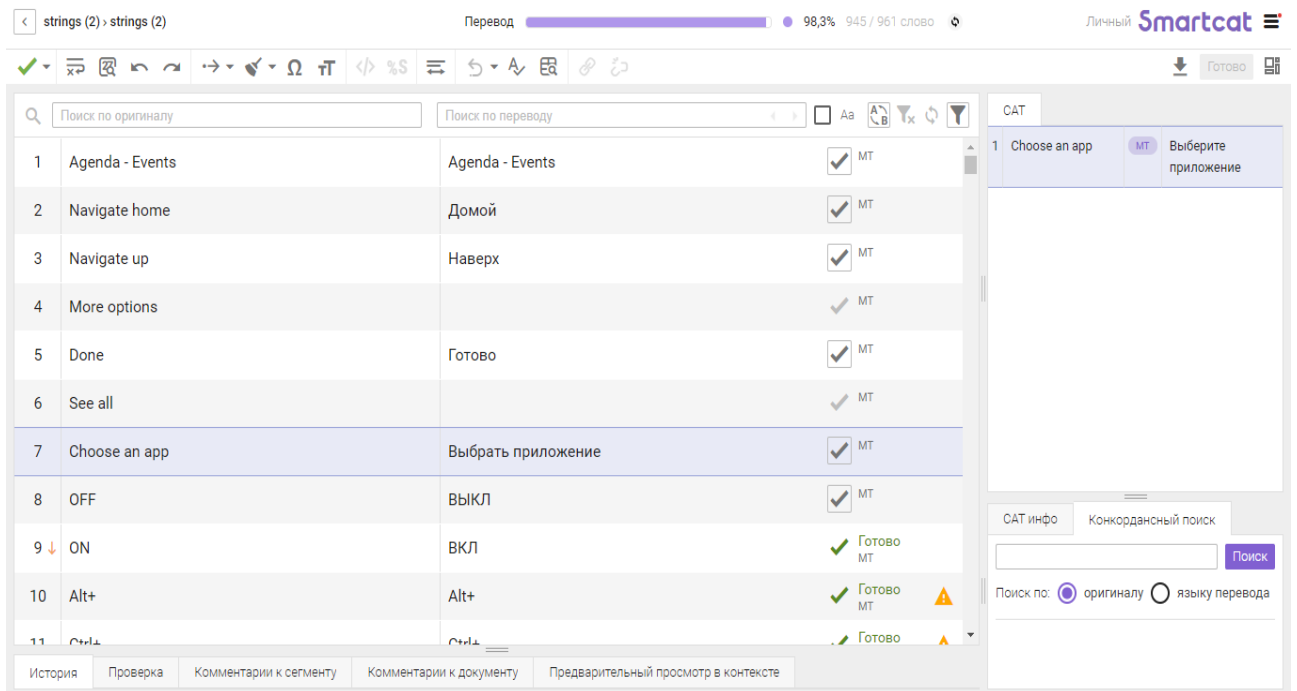 strings (2) › strings (2)
Перевод 98,3% 945 / 961 слово
Личный Smartcat
Ω тТ </> %S
Готово
Поиск по оригиналу
Поиск по переводу
Aa
A B
1 Agenda - Events Agenda - Events MT
2 Navigate home Домой MT
3 Navigate up Наверх MT
4 More options MT
5 Done Готово MT
6 See all MT
7 Choose an app Выбрать приложение MT
8 OFF ВЫКЛ MT
9 ↓ ON ВКЛ Готово
MT
10 Alt+ Alt+ Готово
MT
11 Ctrl+ Ctrl+ Готово
История Проверка Комментарии к сегменту Комментарии к документу Предварительный просмотр в контексте
CAT
1 Choose an app MT Выберите
приложение
CAT инфо Конкордансный поиск
Поиск
Поиск по: оригиналу языку перевода